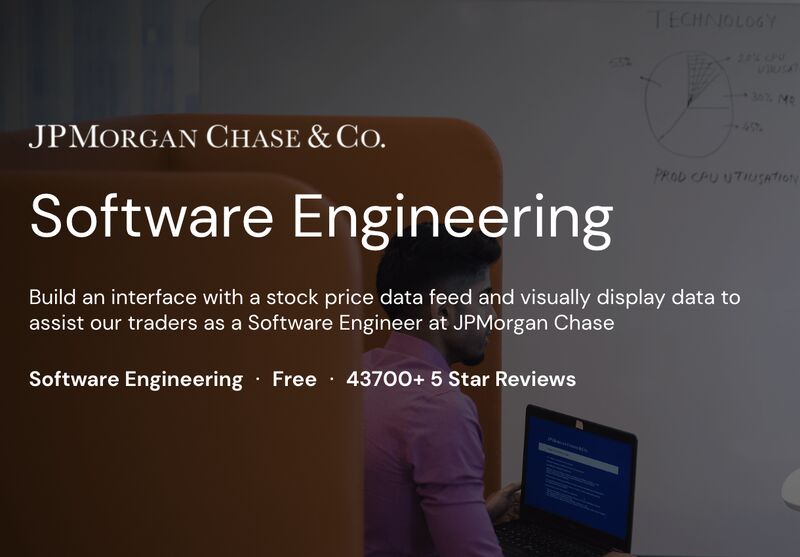 TECHNOLOGY
55%
20% CPU
30% MQ
45%
PROD CPU UTILISATION
JPMORGAN CHASE & CO.
Software Engineering
Build an interface with a stock price data feed and visually display data to
assist our traders as a Software Engineer at JPMorgan Chase
Software Engineering · Free · 43700+ 5 Star Reviews